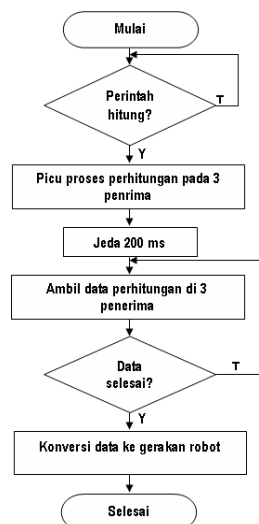 Mulai
Perintah
hitung?
T
Y
Picu proses perhitungan pada 3
penrima
Jeda 200 ms
Ambil data perhitungan di 3
penerima
Data
selesai?
T
Y
Konversi data ke gerakan robot
Selesai